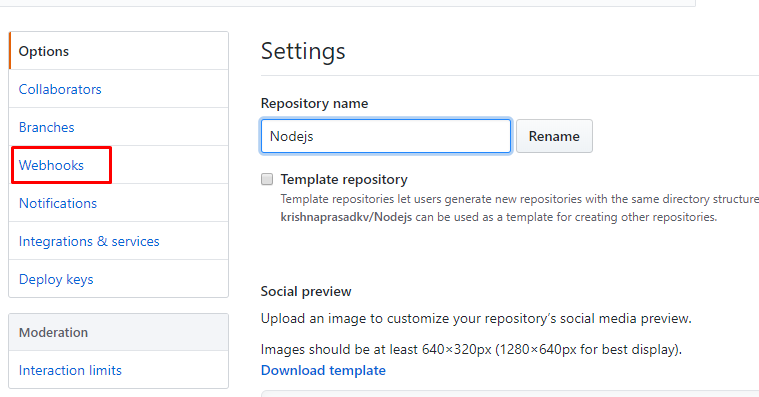 Options
Collaborators
Branches
Webhooks
Notifications
Integrations & services
Deploy keys
Moderation
Interaction limits
Settings
Repository name
Nodejs
Rename
Template repository
Template repositories let users generate new repositories with the same directory structure
krishnaprasadkv/Nodejs can be used as a template for creating other repositories.
Social preview
Upload an image to customize your repository's social media preview.
Images should be at least 640×320px (1280×640px for best display).
Download template